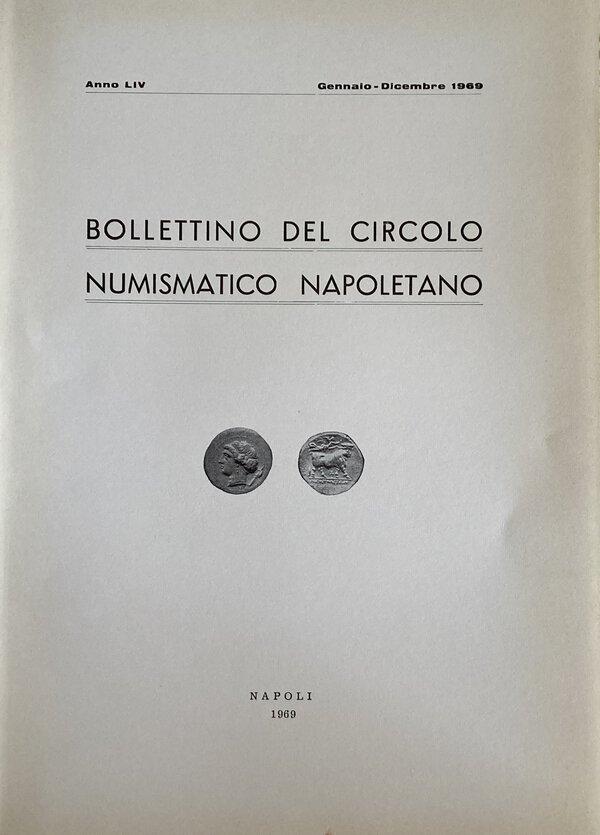 Anno LIV
Gennaio - Dicembre 1969
BOLLETTINO DEL CIRCOLO
NUMISMATICO NAPOLETANO
NAPOLI
1969